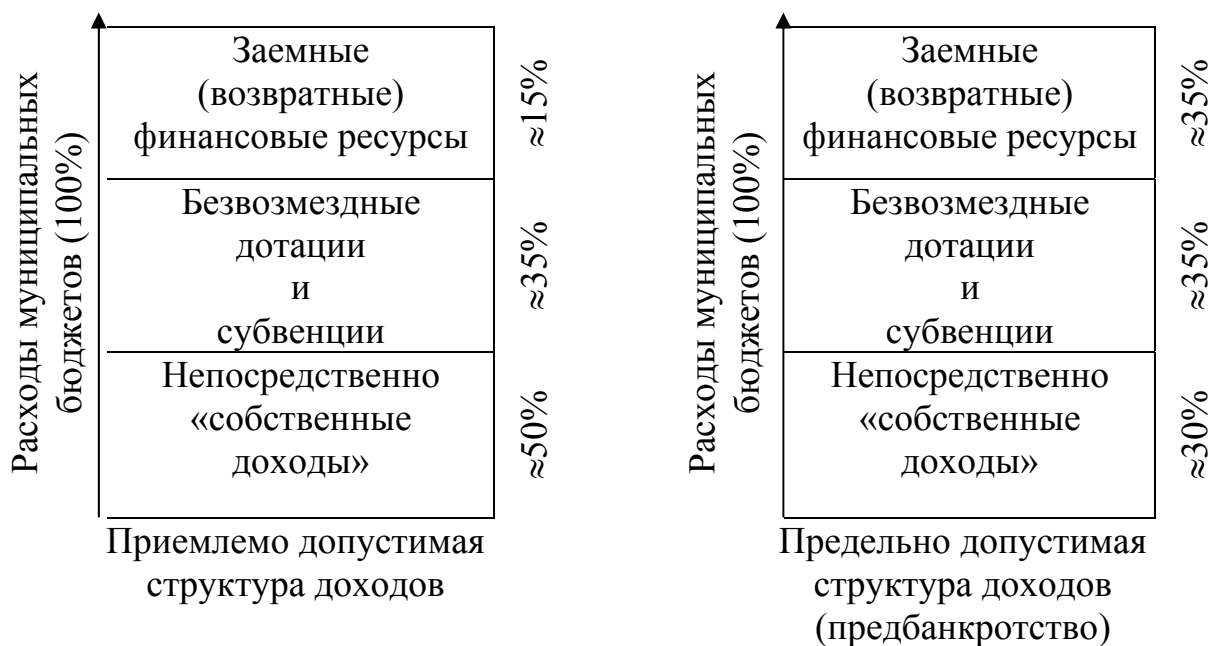 Расходы муниципальных
бюджетов (100%)
Заемные
(возвратные)
финансовые ресурсы
≈15%
Безвозмездные
дотации
и
субвенции
≈35%
Непосредственно
«собственные
доходы»
≈50%
Приемлемо допустимая
структура доходов
Расходы муниципальных
бюджетов (100%)
Заемные
(возвратные)
финансовые ресурсы
≈35%
Безвозмездные
дотации
и
субвенции
≈35%
Непосредственно
«собственные
доходы»
≈30%
Предельно допустимая
структура доходов
(предбанкротство)